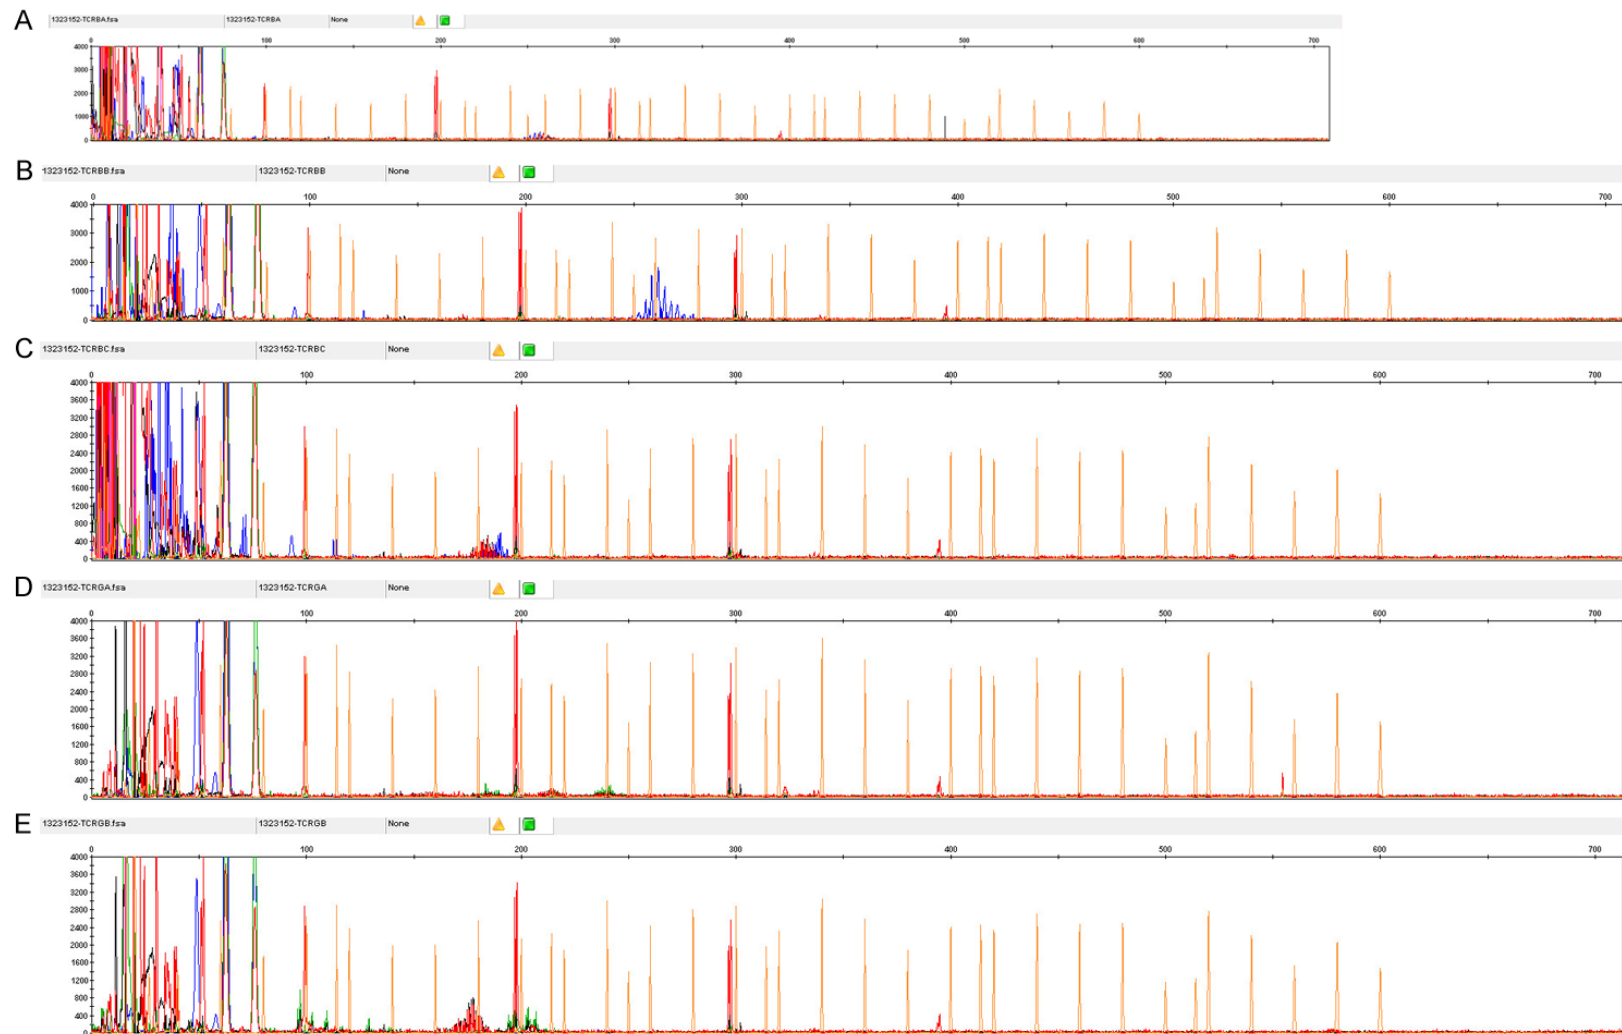 A
1323152-TCRBA.fsa 1323152-TCRBA None
0 100 200 300 400 500 600 700
4000
3000
2000
1000
0
B
1323152-TCRBB.fsa 1323152-TCRBB None
0 100 200 300 400 500 600 700
4000
3000
2000
1000
0
C
1323152-TCRBC.fsa 1323152-TCRBC None
0 100 200 300 400 500 600 700
4000
3600
3200
2800
2400
2000
1600
1200
800
400
0
D
1323152-TCRGA.fsa 1323152-TCRGA None
0 100 200 300 400 500 600 700
4000
3600
3200
2800
2400
2000
1600
1200
800
400
0
E
1323152-TCRGB.fsa 1323152-TCRGB None
0 100 200 300 400 500 600 700
4000
3600
3200
2800
2400
2000
1600
1200
800
400
0